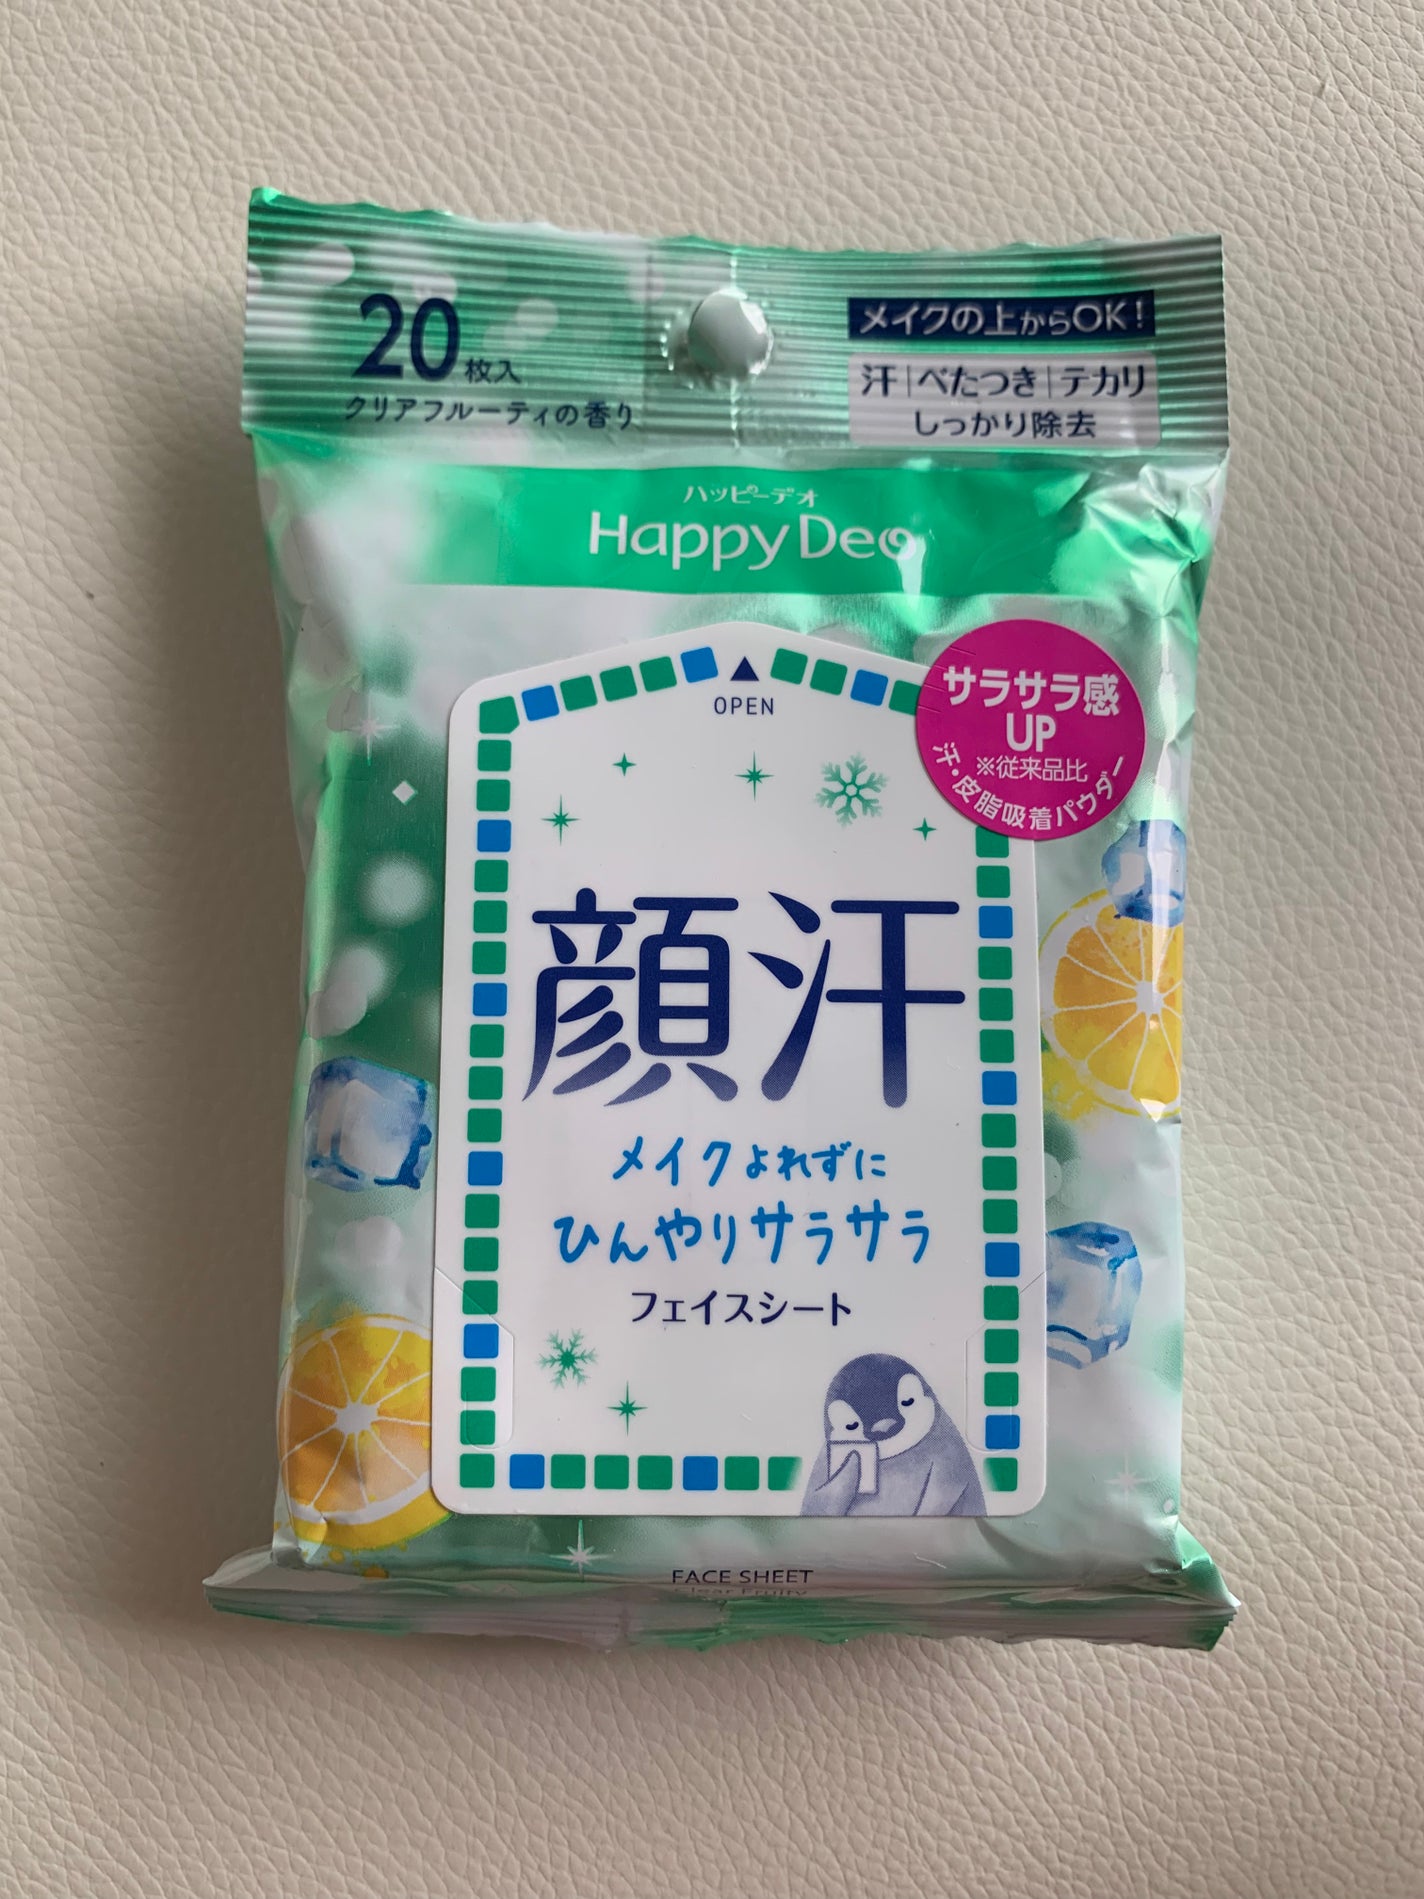 20枚入
クリアフルーティの香り
メイクの上からOK!
汗|べたつき|テカリ
しっかり除去
ハッピーデオ
Happy Deo
OPEN
サラサラ感
UP
※従来品比
汗・皮脂吸着パウダー
顔汗
メイクよれずに
ひんやりサラサラ
フェイスシート
FACE SHEET
Clear Fruity